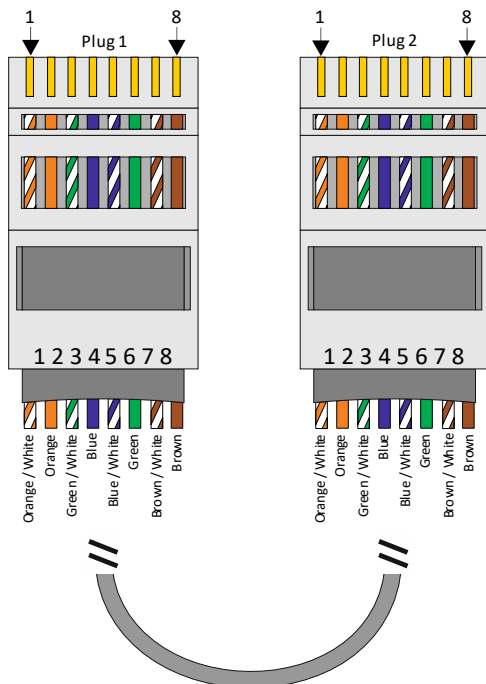 1 8
Plug 1
1 2 3 4 5 6 7 8
Orange / White
Orange
Green / White
Blue
Blue / White
Green
Brown / White
Brown
1 8
Plug 2
1 2 3 4 5 6 7 8
Orange / White
Orange
Green / White
Blue
Blue / White
Green
Brown / White
Brown